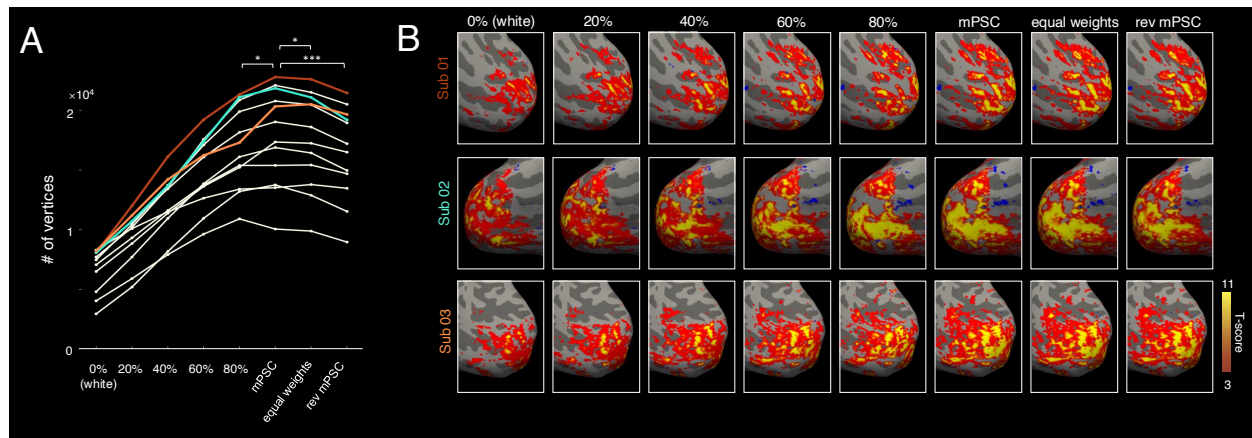 A
B
0% (white)
20%
40%
60%
80%
mPSC
equal weights
rev mPSC
*
*
***
×10⁴
2
1
0
# of vertices
0%
(white)
20%
40%
60%
80%
mPSC
equal weights
rev mPSC
Sub 01
Sub 02
Sub 03
11
T-score
3